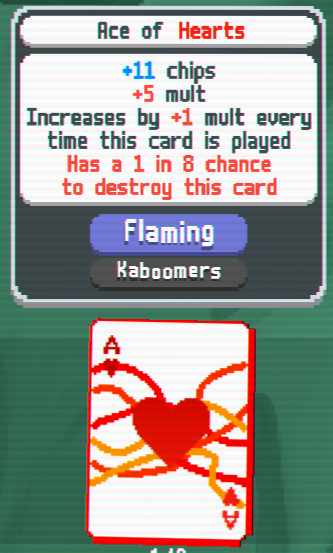 Ace of Hearts
+11 chips
+5 mult
Increases by +1 mult every
time this card is played
Has a 1 in 8 chance
to destroy this card
Flaming
Kaboomers
A
A